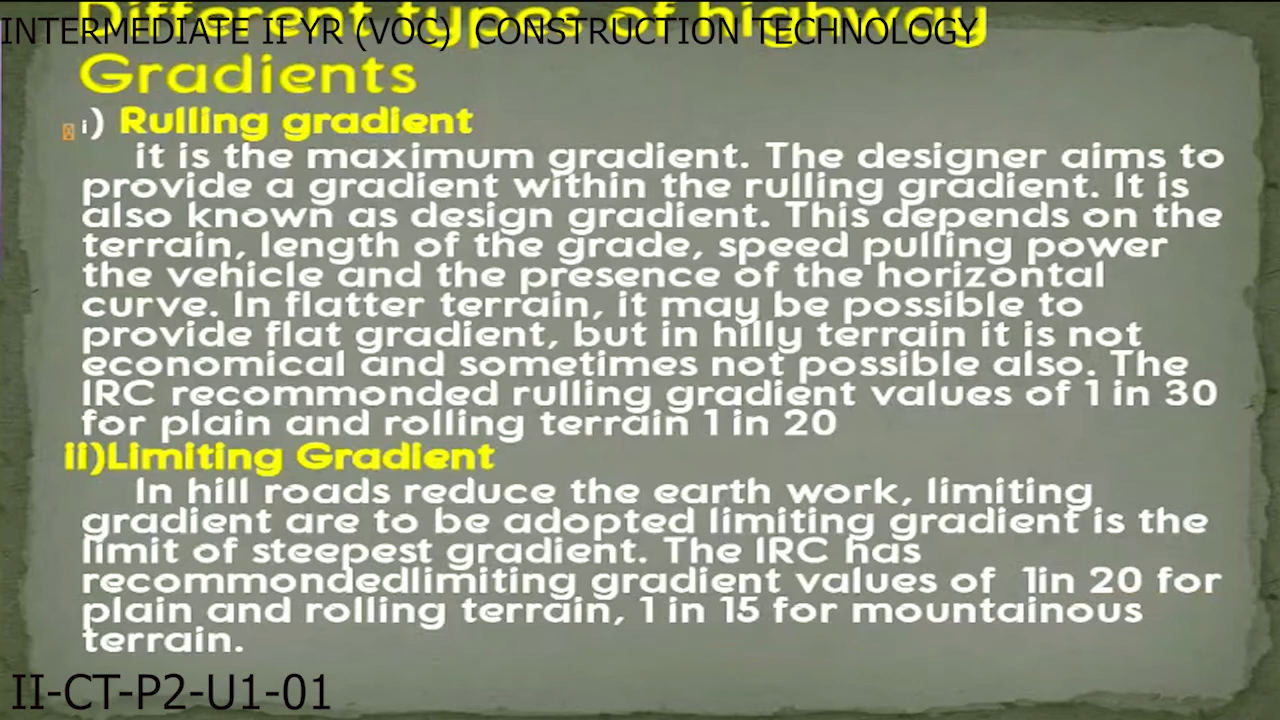 Different types of highway
INTERMEDIATE II YR (VOC) CONSTRUCTION TECHNOLOGY
Gradients
i) Rulling gradient
it is the maximum gradient. The designer aims to
provide a gradient within the rulling gradient. It is
also known as design gradient. This depends on the
terrain, length of the grade, speed pulling power
the vehicle and the presence of the horizontal
curve. In flatter terrain, it may be possible to
provide flat gradient, but in hilly terrain it is not
economical and sometimes not possible also. The
IRC recommonded rulling gradient values of 1 in 30
for plain and rolling terrain 1 in 20
ii)Limiting Gradient
In hill roads reduce the earth work, limiting
gradient are to be adopted limiting gradient is the
limit of steepest gradient. The IRC has
recommondedlimiting gradient values of 1in 20 for
plain and rolling terrain, 1 in 15 for mountainous
terrain.
II-CT-P2-U1-01